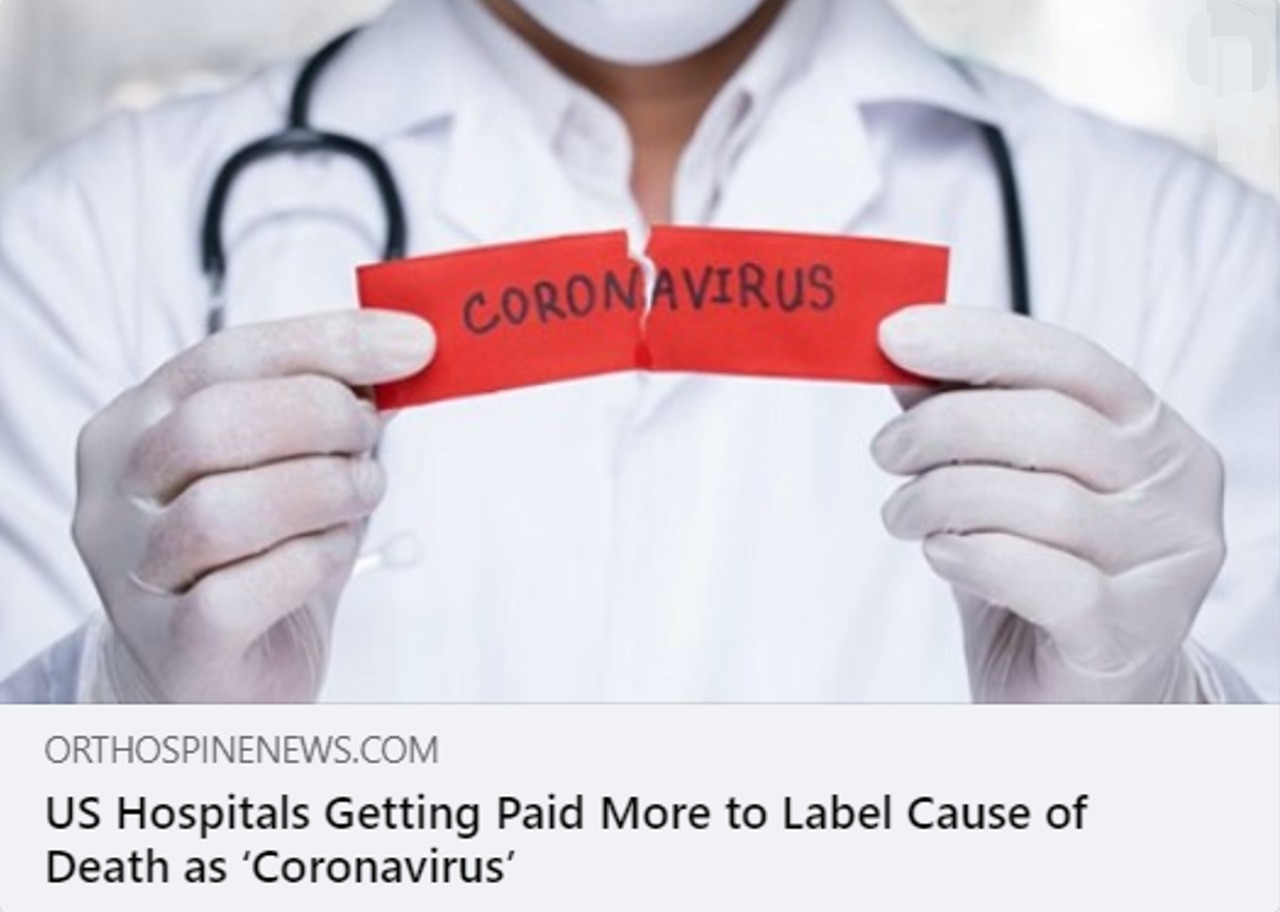 CORONAVIRUS
ORTHOSPINENEWS.COM
US Hospitals Getting Paid More to Label Cause of
Death as ‘Coronavirus’